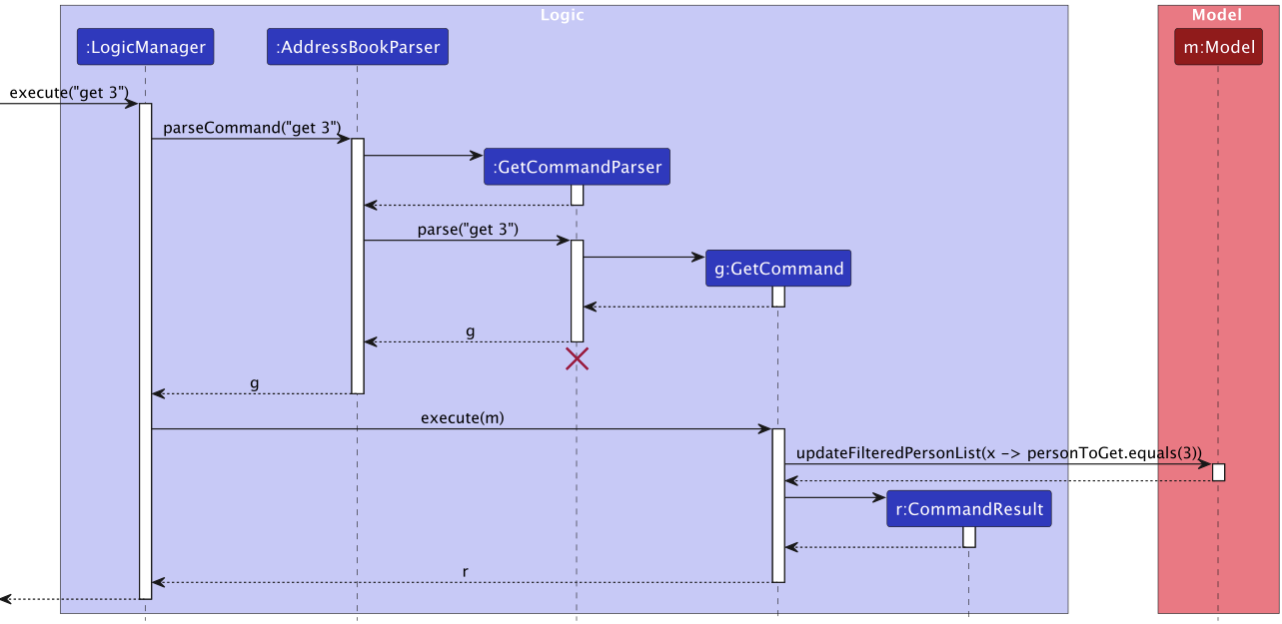 Logic
Model
:LogicManager
:AddressBookParser
m:Model
execute("get 3")
parseCommand("get 3")
:GetCommandParser
parse("get 3")
g:GetCommand
g
g
execute(m)
updateFilteredPersonList(x -> personToGet.equals(3))
r:CommandResult
r